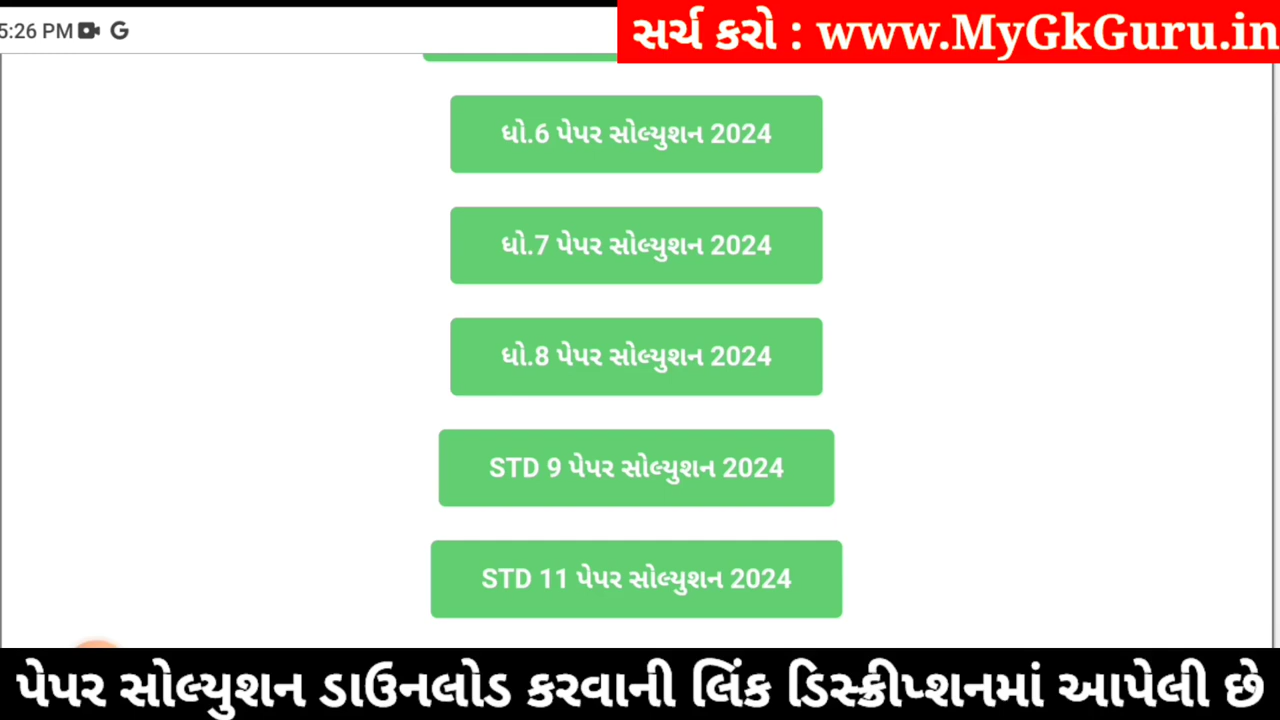 5:26 PM
સર્ચ કરો : www.MyGkGuru.in
ધો.6 પેપર સોલ્યુશન 2024
ધો.7 પેપર સોલ્યુશન 2024
ધો.8 પેપર સોલ્યુશન 2024
STD 9 પેપર સોલ્યુશન 2024
STD 11 પેપર સોલ્યુશન 2024
પેપર સોલ્યુશન ડાઉનલોડ કરવાની લિંક ડિસ્ક્રીપ્શનમાં આપેલી છે